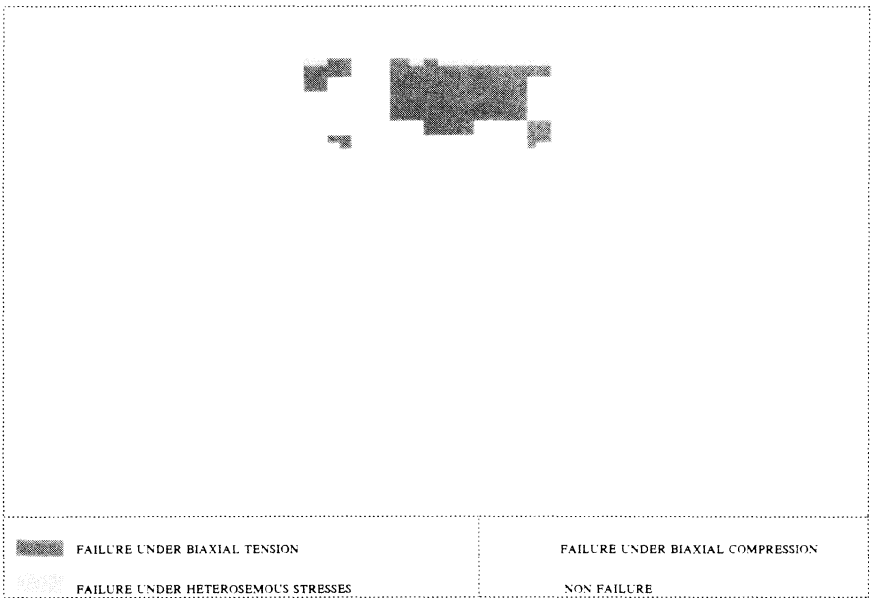 FAILURE UNDER BIAXIAL TENSION
FAILURE UNDER BIAXIAL COMPRESSION
FAILURE UNDER HETEROSEMOUS STRESSES
NON FAILURE